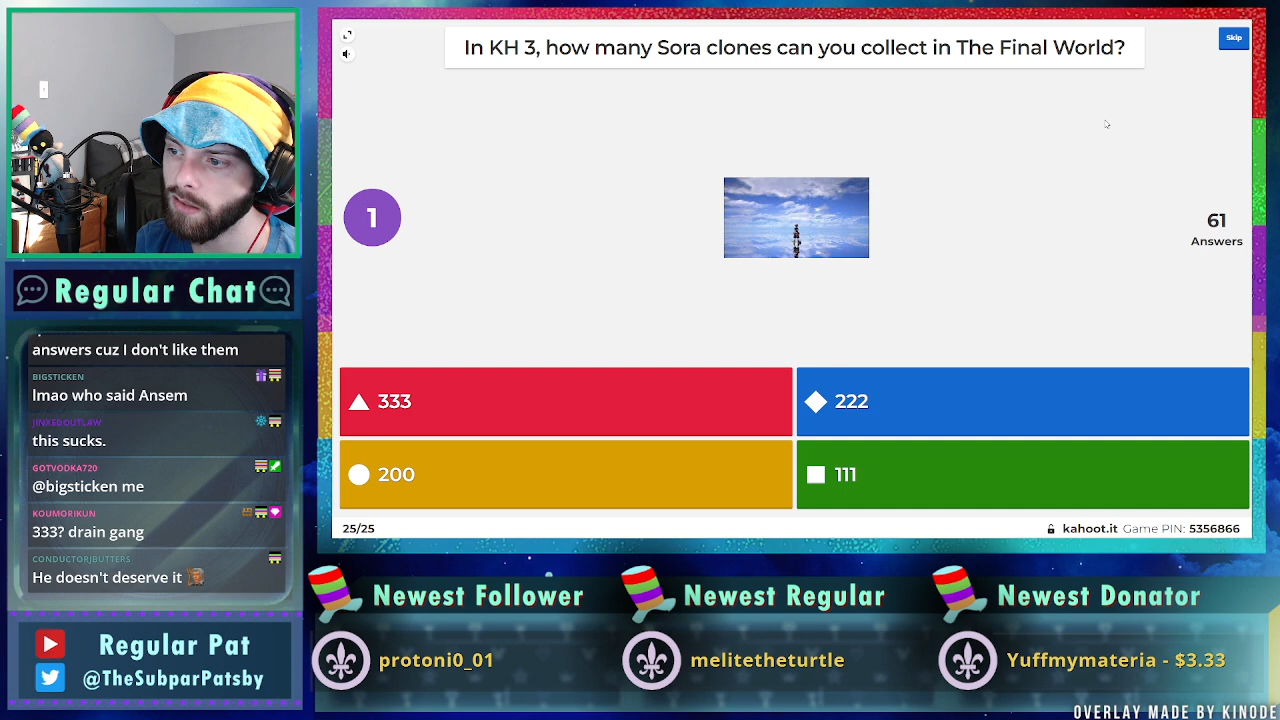 In KH 3, how many Sora clones can you collect in The Final World?
Skip
1
61
Answers
333
222
200
111
25/25
kahoot.it Game PIN: 5356866
Regular Chat
answers cuz I don't like them
BIGSTICKEN
lmao who said Ansem
JINXEDOUTLAW
this sucks.
GOTVODKA720
@bigsticken me
KOUMORIKUN
333? drain gang
CONDUCTORJBUTTERS
He doesn't deserve it
Regular Pat
@TheSubparPatsby
Newest Follower
protoni0_01
Newest Regular
melitetheturtle
Newest Donator
Yuffmymateria - $3.33
OVERLAY MADE BY KINODE